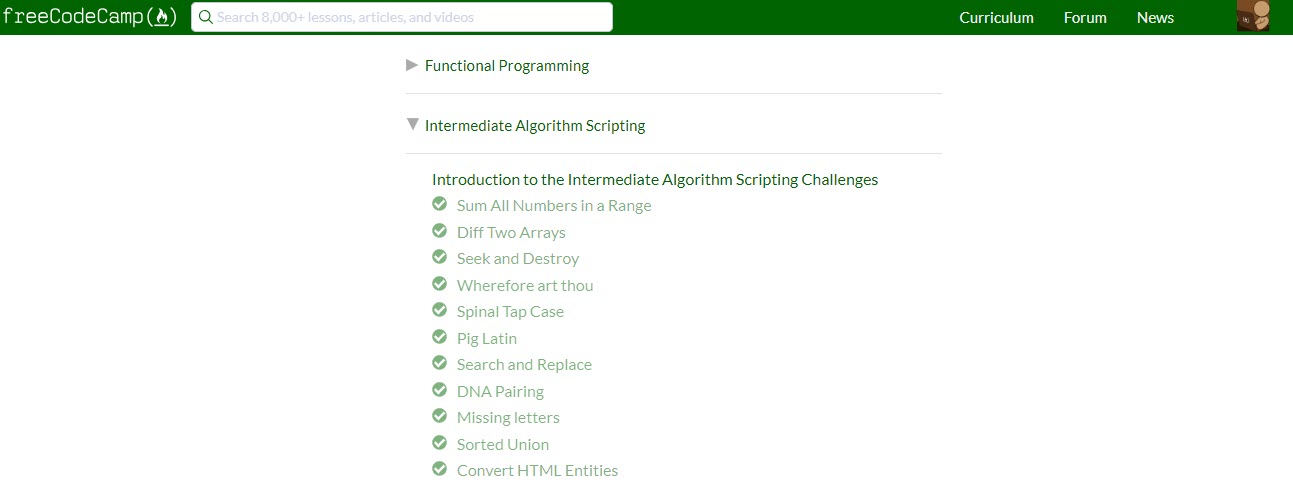 freeCodeCamp
Search 8,000+ lessons, articles, and videos
Curriculum
Forum
News
Functional Programming
Intermediate Algorithm Scripting
Introduction to the Intermediate Algorithm Scripting Challenges
Sum All Numbers in a Range
Diff Two Arrays
Seek and Destroy
Wherefore art thou
Spinal Tap Case
Pig Latin
Search and Replace
DNA Pairing
Missing letters
Sorted Union
Convert HTML Entities